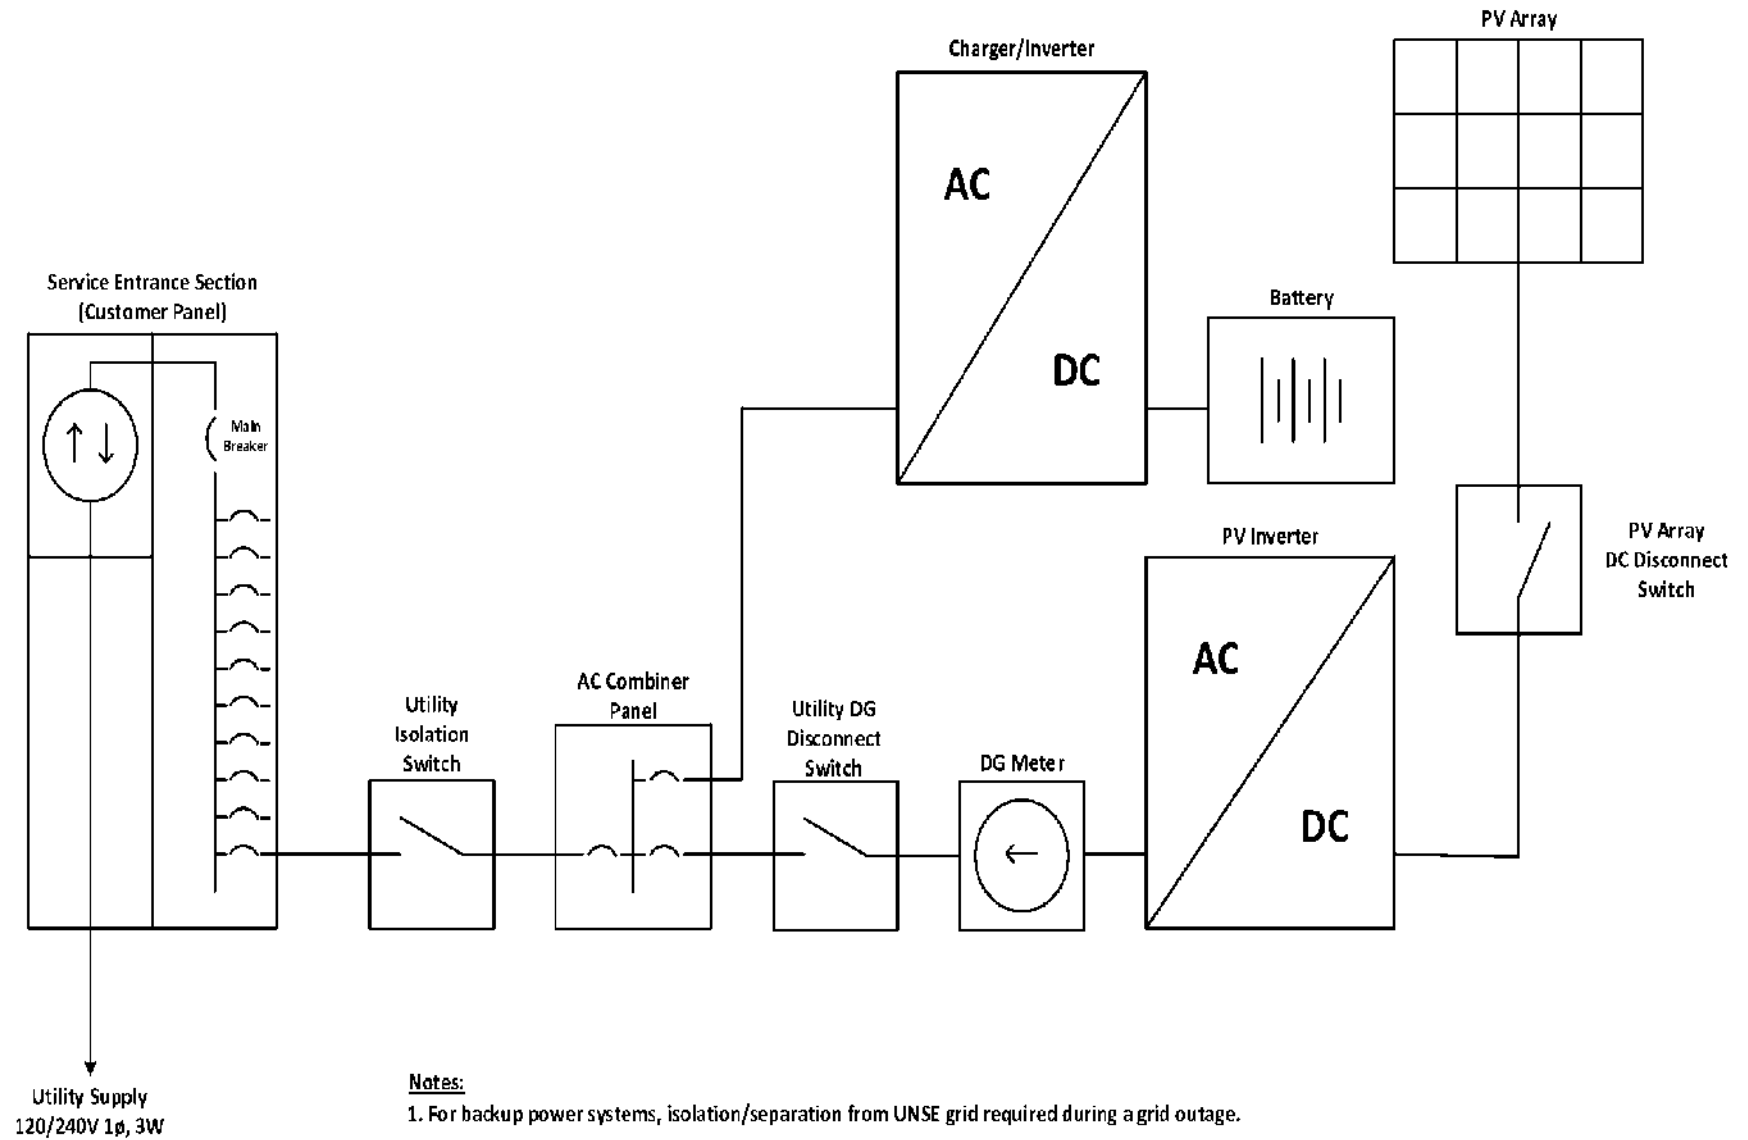 PV Array
Charger/Inverter
AC
DC
Battery
Service Entrance Section
(Customer Panel)
Main
Breaker
PV Inverter
AC
DC
PV Array
DC Disconnect
Switch
Utility
Isolation
Switch
AC Combiner
Panel
Utility DG
Disconnect
Switch
DG Meter
Utility Supply
120/240V 1ø, 3W
Notes:
1. For backup power systems, isolation/separation from UNSE grid required during a grid outage.